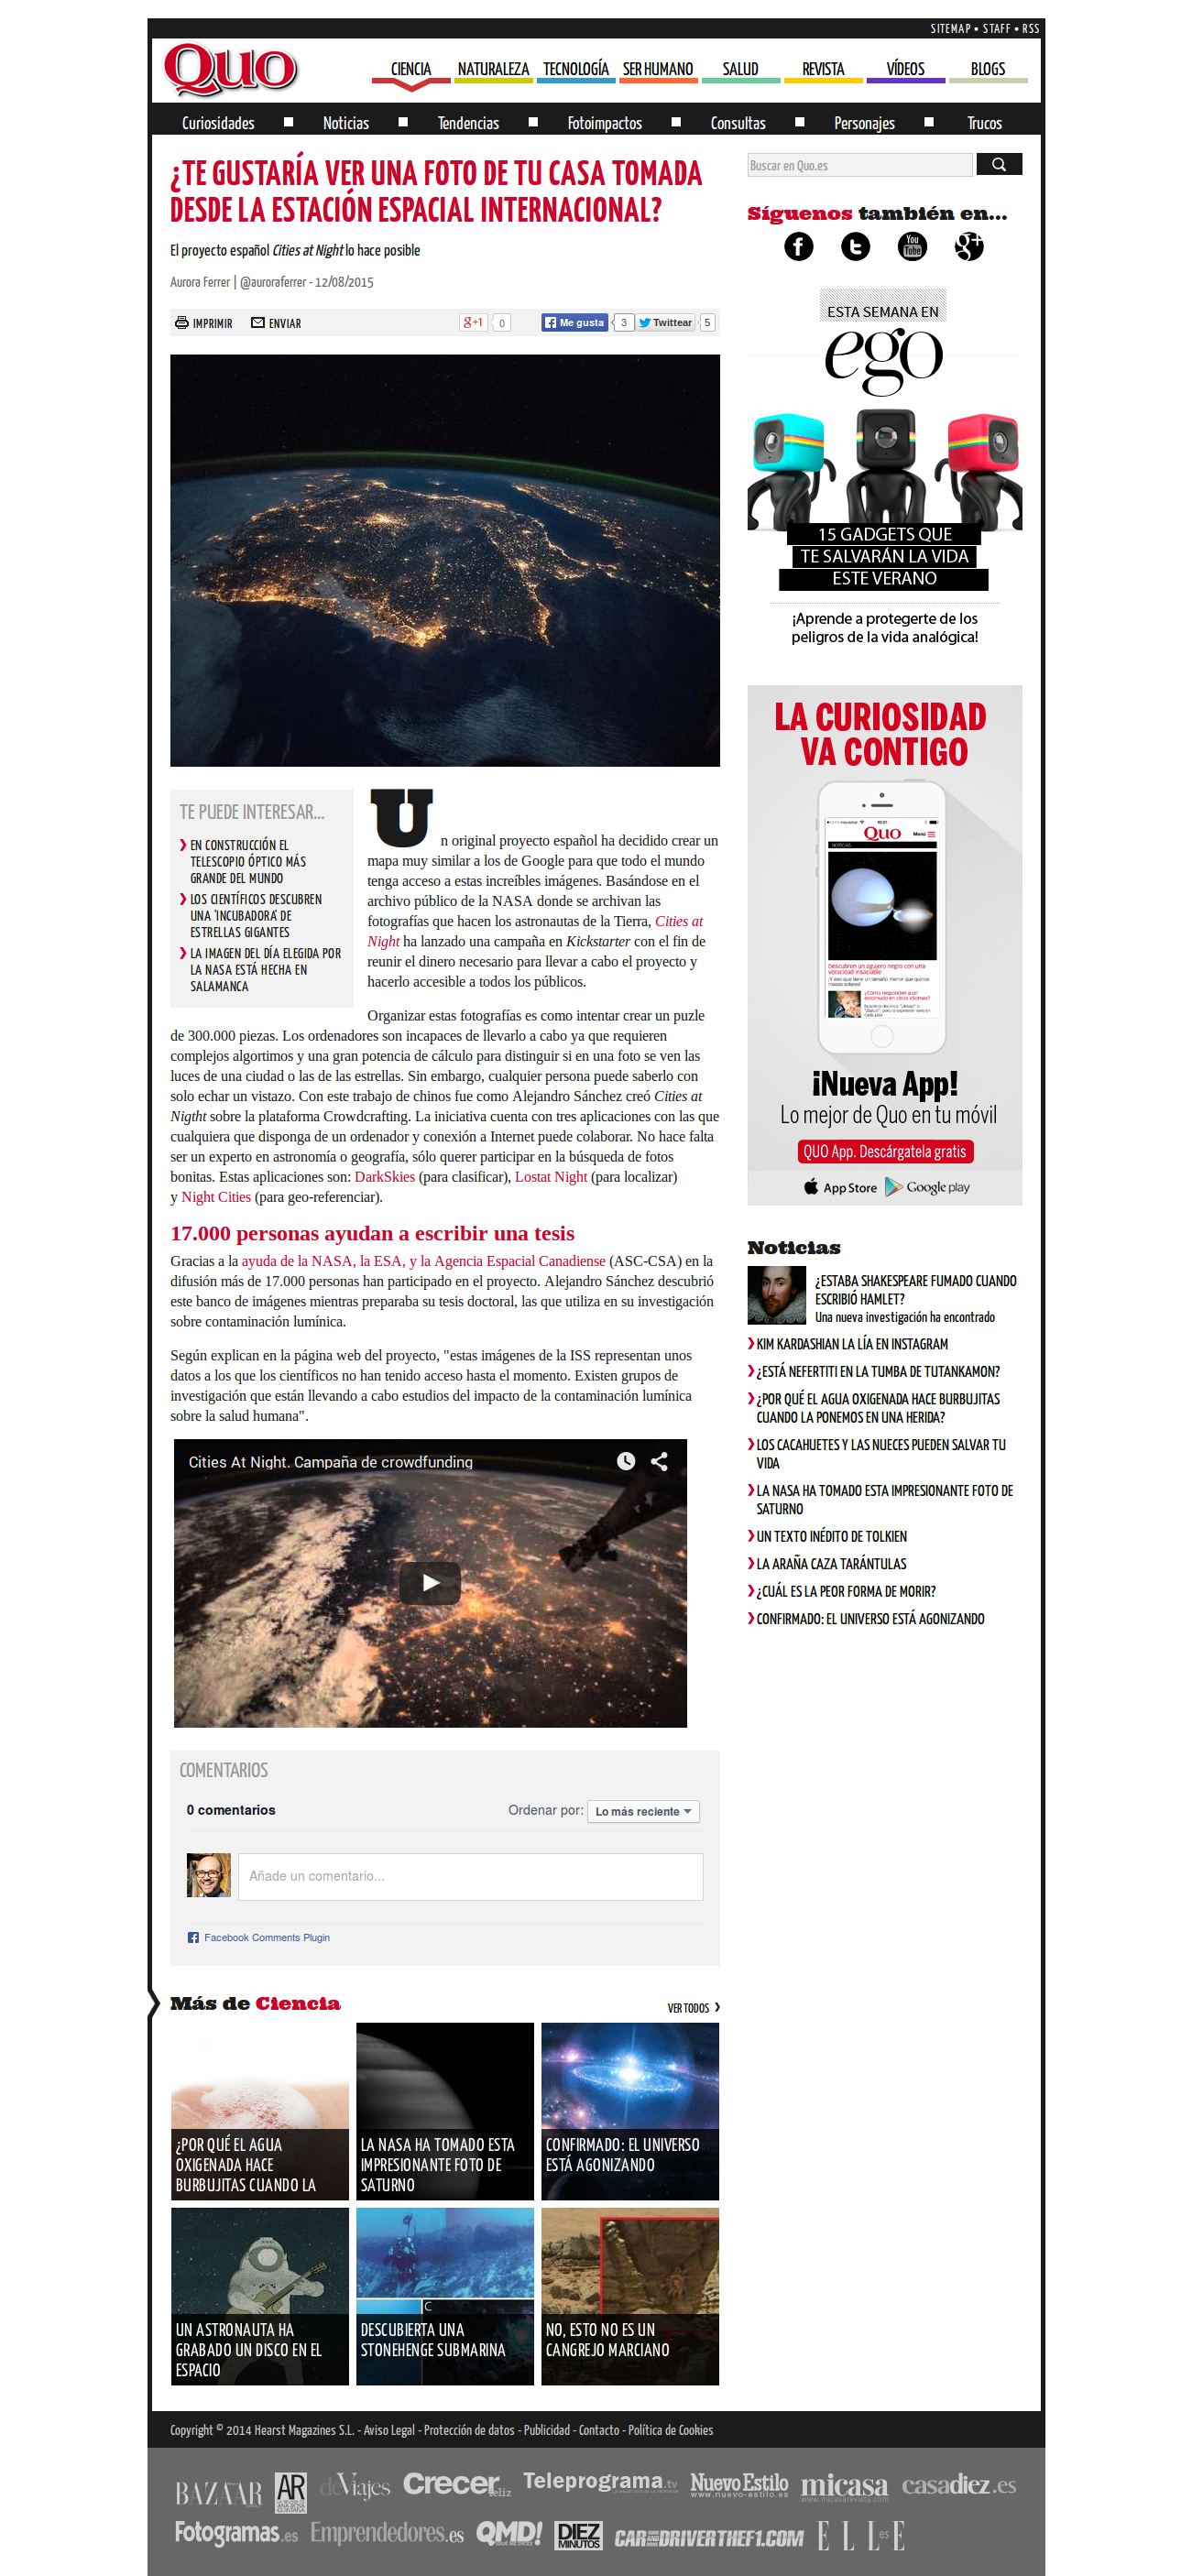 SITEMAP ▪ STAFF ▪ RSS
Quo
CIENCIA NATURALEZA TECNOLOGÍA SER HUMANO SALUD REVISTA VÍDEOS BLOGS
Curiosidades Noticias Tendencias Fotoimpactos Consultas Personajes Trucos
¿TE GUSTARÍA VER UNA FOTO DE TU CASA TOMADA
DESDE LA ESTACIÓN ESPACIAL INTERNACIONAL?
El proyecto español Cities at Night lo hace posible
Aurora Ferrer | @auroraferrer - 12/08/2015
IMPRIMIR ENVIAR
g+1 0 Me gusta 3 Twittear 5
TE PUEDE INTERESAR...
EN CONSTRUCCIÓN EL
TELESCOPIO ÓPTICO MÁS
GRANDE DEL MUNDO
LOS CIENTÍFICOS DESCUBREN
UNA 'INCUBADORA' DE
ESTRELLAS GIGANTES
LA IMAGEN DEL DÍA ELEGIDA POR
LA NASA ESTÁ HECHA EN
SALAMANCA
Un original proyecto español ha decidido crear un
mapa muy similar a los de Google para que todo el mundo
tenga acceso a estas increíbles imágenes. Basándose en el
archivo público de la NASA donde se archivan las
fotografías que hacen los astronautas de la Tierra, Cities at
Night ha lanzado una campaña en Kickstarter con el fin de
reunir el dinero necesario para llevar a cabo el proyecto y
hacerlo accesible a todos los públicos.
Organizar estas fotografías es como intentar crear un puzle
de 300.000 piezas. Los ordenadores son incapaces de llevarlo a cabo ya que requieren
complejos algortimos y una gran potencia de cálculo para distinguir si en una foto se ven las
luces de una ciudad o las de las estrellas. Sin embargo, cualquier persona puede saberlo con
solo echar un vistazo. Con este trabajo de chinos fue como Alejandro Sánchez creó Cities at
Nigtht sobre la plataforma Crowdcrafting. La iniciativa cuenta con tres aplicaciones con las que
cualquiera que disponga de un ordenador y conexión a Internet puede colaborar. No hace falta
ser un experto en astronomía o geografía, sólo querer participar en la búsqueda de fotos
bonitas. Estas aplicaciones son: DarkSkies (para clasificar), Lostat Night (para localizar)
y Night Cities (para geo-referenciar).
17.000 personas ayudan a escribir una tesis
Gracias a la ayuda de la NASA, la ESA, y la Agencia Espacial Canadiense (ASC-CSA) en la
difusión más de 17.000 personas han participado en el proyecto. Alejandro Sánchez descubrió
este banco de imágenes mientras preparaba su tesis doctoral, las que utiliza en su investigación
sobre contaminación lumínica.
Según explican en la página web del proyecto, "estas imágenes de la ISS representan unos
datos a los que los científicos no han tenido acceso hasta el momento. Existen grupos de
investigación que están llevando a cabo estudios del impacto de la contaminación lumínica
sobre la salud humana".
Cities At Night. Campaña de crowdfunding
COMENTARIOS
0 comentarios Ordenar por: Lo más reciente
Añade un comentario...
Facebook Comments Plugin
Más de Ciencia VER TODOS
¿POR QUÉ EL AGUA
OXIGENADA HACE
BURBUJITAS CUANDO LA
LA NASA HA TOMADO ESTA
IMPRESIONANTE FOTO DE
SATURNO
CONFIRMADO: EL UNIVERSO
ESTÁ AGONIZANDO
UN ASTRONAUTA HA
GRABADO UN DISCO EN EL
ESPACIO
C
DESCUBIERTA UNA
STONEHENGE SUBMARINA
NO, ESTO NO ES UN
CANGREJO MARCIANO
Buscar en Quo.es
Síguenos también en...
You
Tube
ESTA SEMANA EN
ego
15 GADGETS QUE
TE SALVARÁN LA VIDA
ESTE VERANO
¡Aprende a protegerte de los
peligros de la vida analógica!
LA CURIOSIDAD
VA CONTIGO
Quo Menú
NOTICIAS
Descubren un agujero negro con una
voracidad insaciable
¿Cómo responden a un
estornudo en otros idiomas?
¡Nueva App!
Lo mejor de Quo en tu móvil
QUO App. Descárgatela gratis
App Store Google play
Noticias
¿ESTABA SHAKESPEARE FUMADO CUANDO
ESCRIBIÓ HAMLET?
Una nueva investigación ha encontrado
KIM KARDASHIAN LA LÍA EN INSTAGRAM
¿ESTÁ NEFERTITI EN LA TUMBA DE TUTANKAMON?
¿POR QUÉ EL AGUA OXIGENADA HACE BURBUJITAS
CUANDO LA PONEMOS EN UNA HERIDA?
LOS CACAHUETES Y LAS NUECES PUEDEN SALVAR TU
VIDA
LA NASA HA TOMADO ESTA IMPRESIONANTE FOTO DE
SATURNO
UN TEXTO INÉDITO DE TOLKIEN
LA ARAÑA CAZA TARÁNTULAS
¿CUÁL ES LA PEOR FORMA DE MORIR?
CONFIRMADO: EL UNIVERSO ESTÁ AGONIZANDO
Copyright © 2014 Hearst Magazines S.L. - Aviso Legal - Protección de datos - Publicidad - Contacto - Política de Cookies
BAZAAR AR deViajes Crecer feliz Teleprograma.tv Nuevo Estilo www.nuevo-estilo.es micasa www.micasarevista.com casadiez.es
Fotogramas.es Emprendedores.es QMD! DIEZ MINUTOS CAR AND DRIVERTHEF1.COM ELLE es